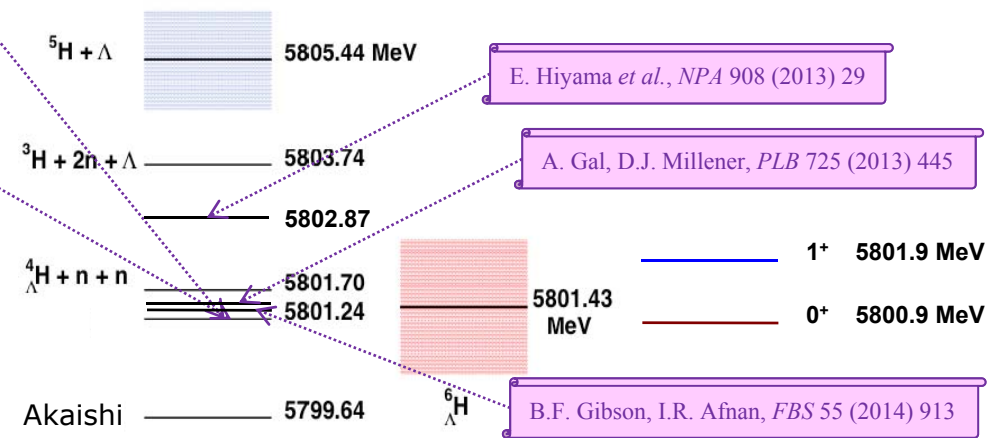 ⁵H + Λ
5805.44 MeV
E. Hiyama et al., NPA 908 (2013) 29
³H + 2n + Λ
5803.74
A. Gal, D.J. Millener, PLB 725 (2013) 445
5802.87
1⁺ 5801.9 MeV
⁴ΛH + n + n
5801.70
5801.24
5801.43
MeV
0⁺ 5800.9 MeV
Akaishi
5799.64
⁶ΛH
B.F. Gibson, I.R. Afnan, FBS 55 (2014) 913